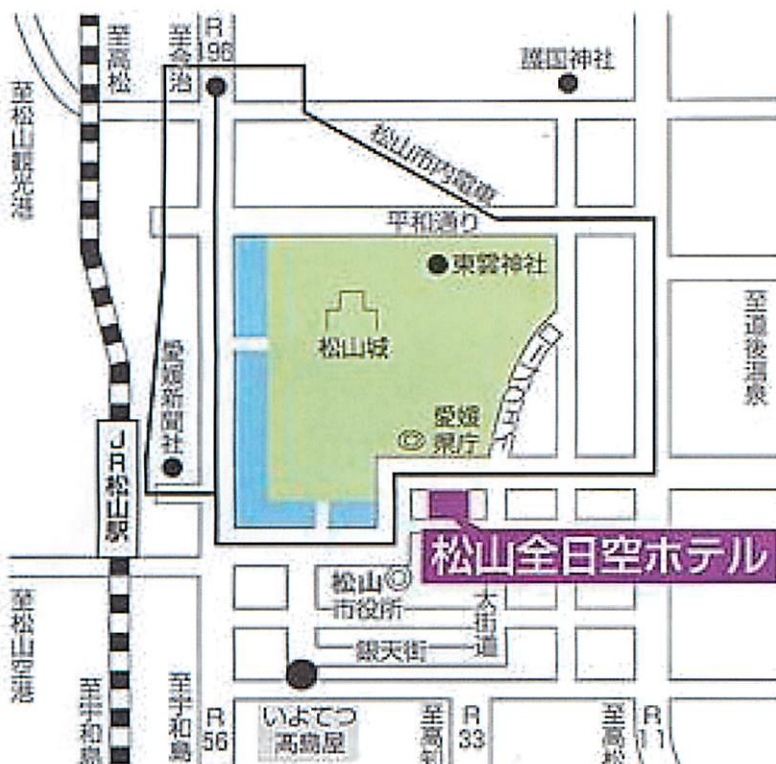 至高松
至今治
R
196
護国神社
至松山観光港
松山市内電車
平和通り
東雲神社
松山城
至道後温泉
愛媛新聞社
愛媛
県庁
JR松山駅
松山全日空ホテル
松山
市役所
大街道
銀天街
至松山空港
至宇和島
至宇和島
R
56
いよてつ
髙島屋
至高知
R
33
至高松
R
11